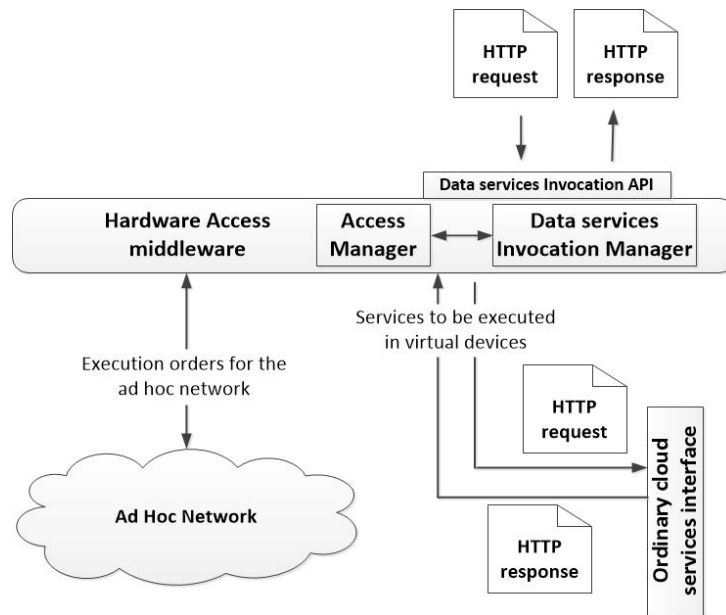 HTTP
request
HTTP
response
Data services Invocation API
Hardware Access
middleware
Access
Manager
Data services
Invocation Manager
Services to be executed
in virtual devices
Execution orders for the
ad hoc network
HTTP
request
Ad Hoc Network
HTTP
response
Ordinary cloud
services interface